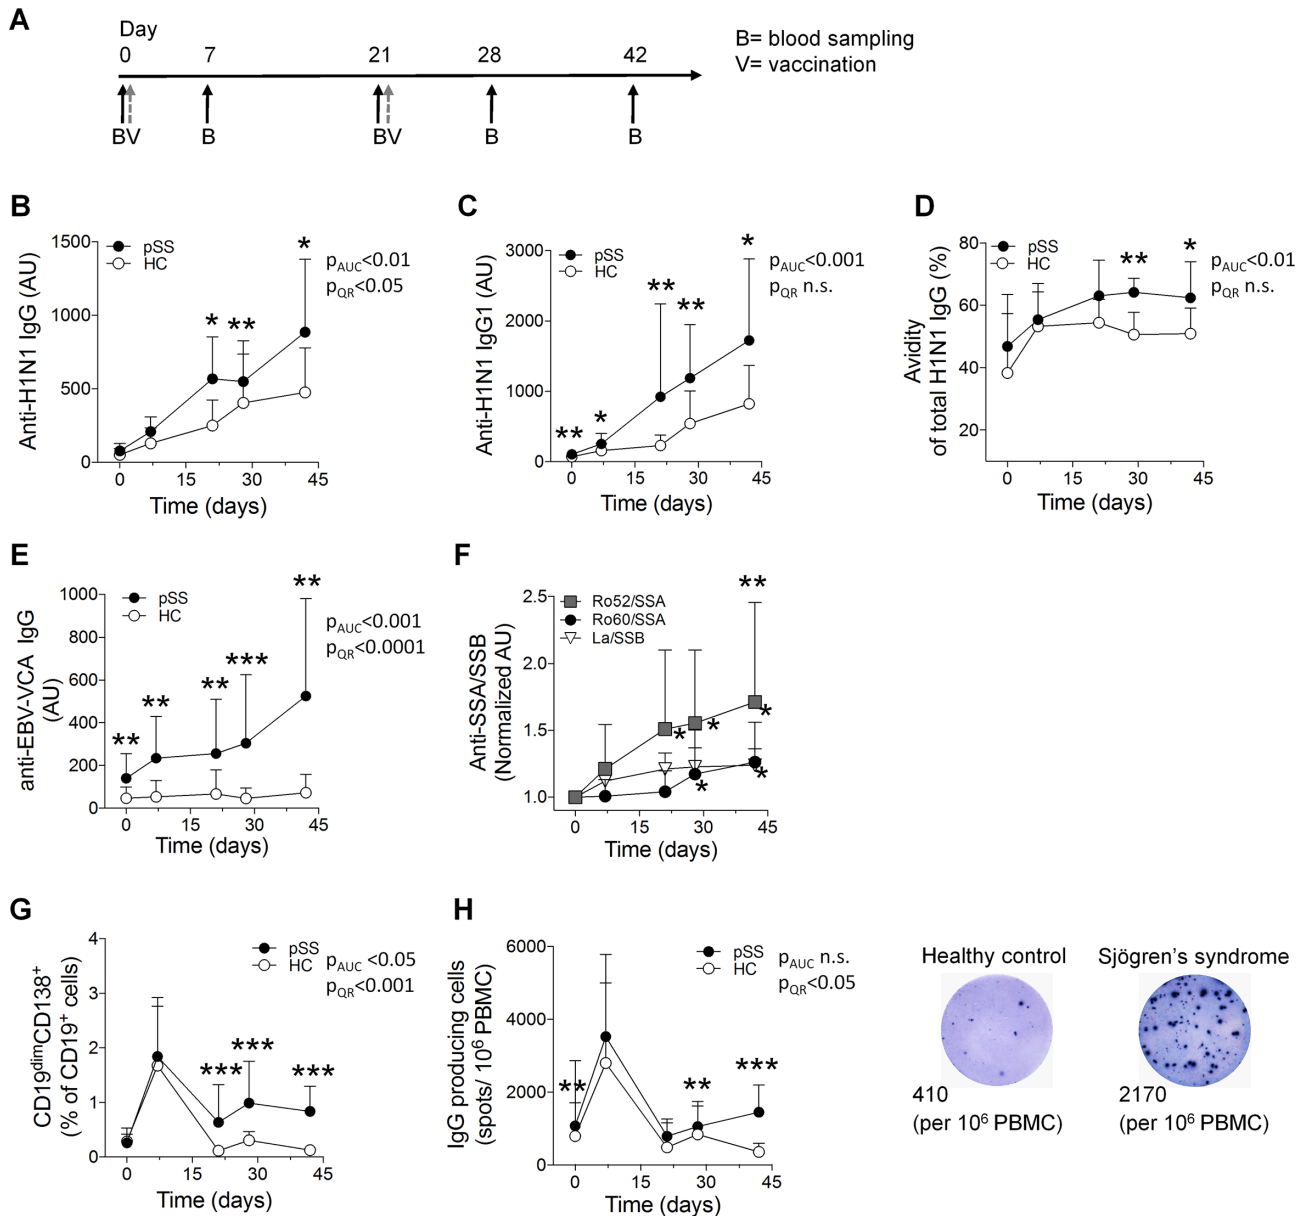 A
Day
0 7 21 28 42
B= blood sampling
V= vaccination
BV B BV B B
B
Anti-H1N1 IgG (AU)
1500
1000
500
0
pSS
HC
* ** *
pAUC<0.01
pQR<0.05
0 15 30 45
Time (days)
C
Anti-H1N1 IgG1 (AU)
3000
2000
1000
0
pSS
HC
** * ** ** *
pAUC<0.001
pQR n.s.
0 15 30 45
Time (days)
D
Avidity
of total H1N1 IgG (%)
80
60
40
20
pSS
HC
** *
pAUC<0.01
pQR n.s.
0 15 30 45
Time (days)
E
anti-EBV-VCA IgG
(AU)
1000
800
600
400
200
0
pSS
HC
** ** ** *** **
pAUC<0.001
pQR<0.0001
0 15 30 45
Time (days)
F
Anti-SSA/SSB
(Normalized AU)
2.5
2.0
1.5
1.0
Ro52/SSA
Ro60/SSA
La/SSB
**
* * *
* *
0 15 30 45
Time (days)
G
CD19dimCD138+
(% of CD19+ cells)
4
3
2
1
0
pSS
HC
*** *** ***
pAUC <0.05
pQR<0.001
0 15 30 45
Time (days)
H
IgG producing cells
(spots/ 10⁶ PBMC)
6000
4000
2000
0
pSS
HC
** ** ***
pAUC n.s.
pQR<0.05
0 15 30 45
Time (days)
Healthy control
410
(per 10⁶ PBMC)
Sjögren's syndrome
2170
(per 10⁶ PBMC)